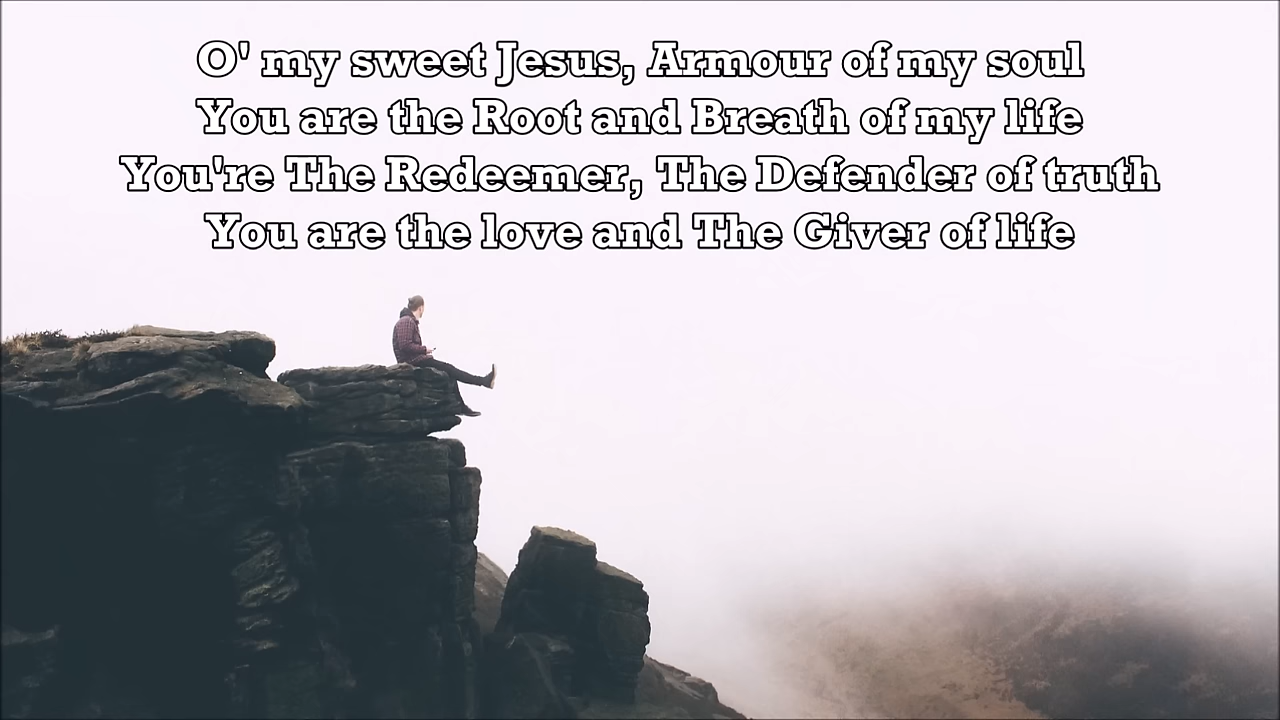 O' my sweet Jesus, Armour of my soul
You are the Root and Breath of my life
You're The Redeemer, The Defender of truth
You are the love and The Giver of life